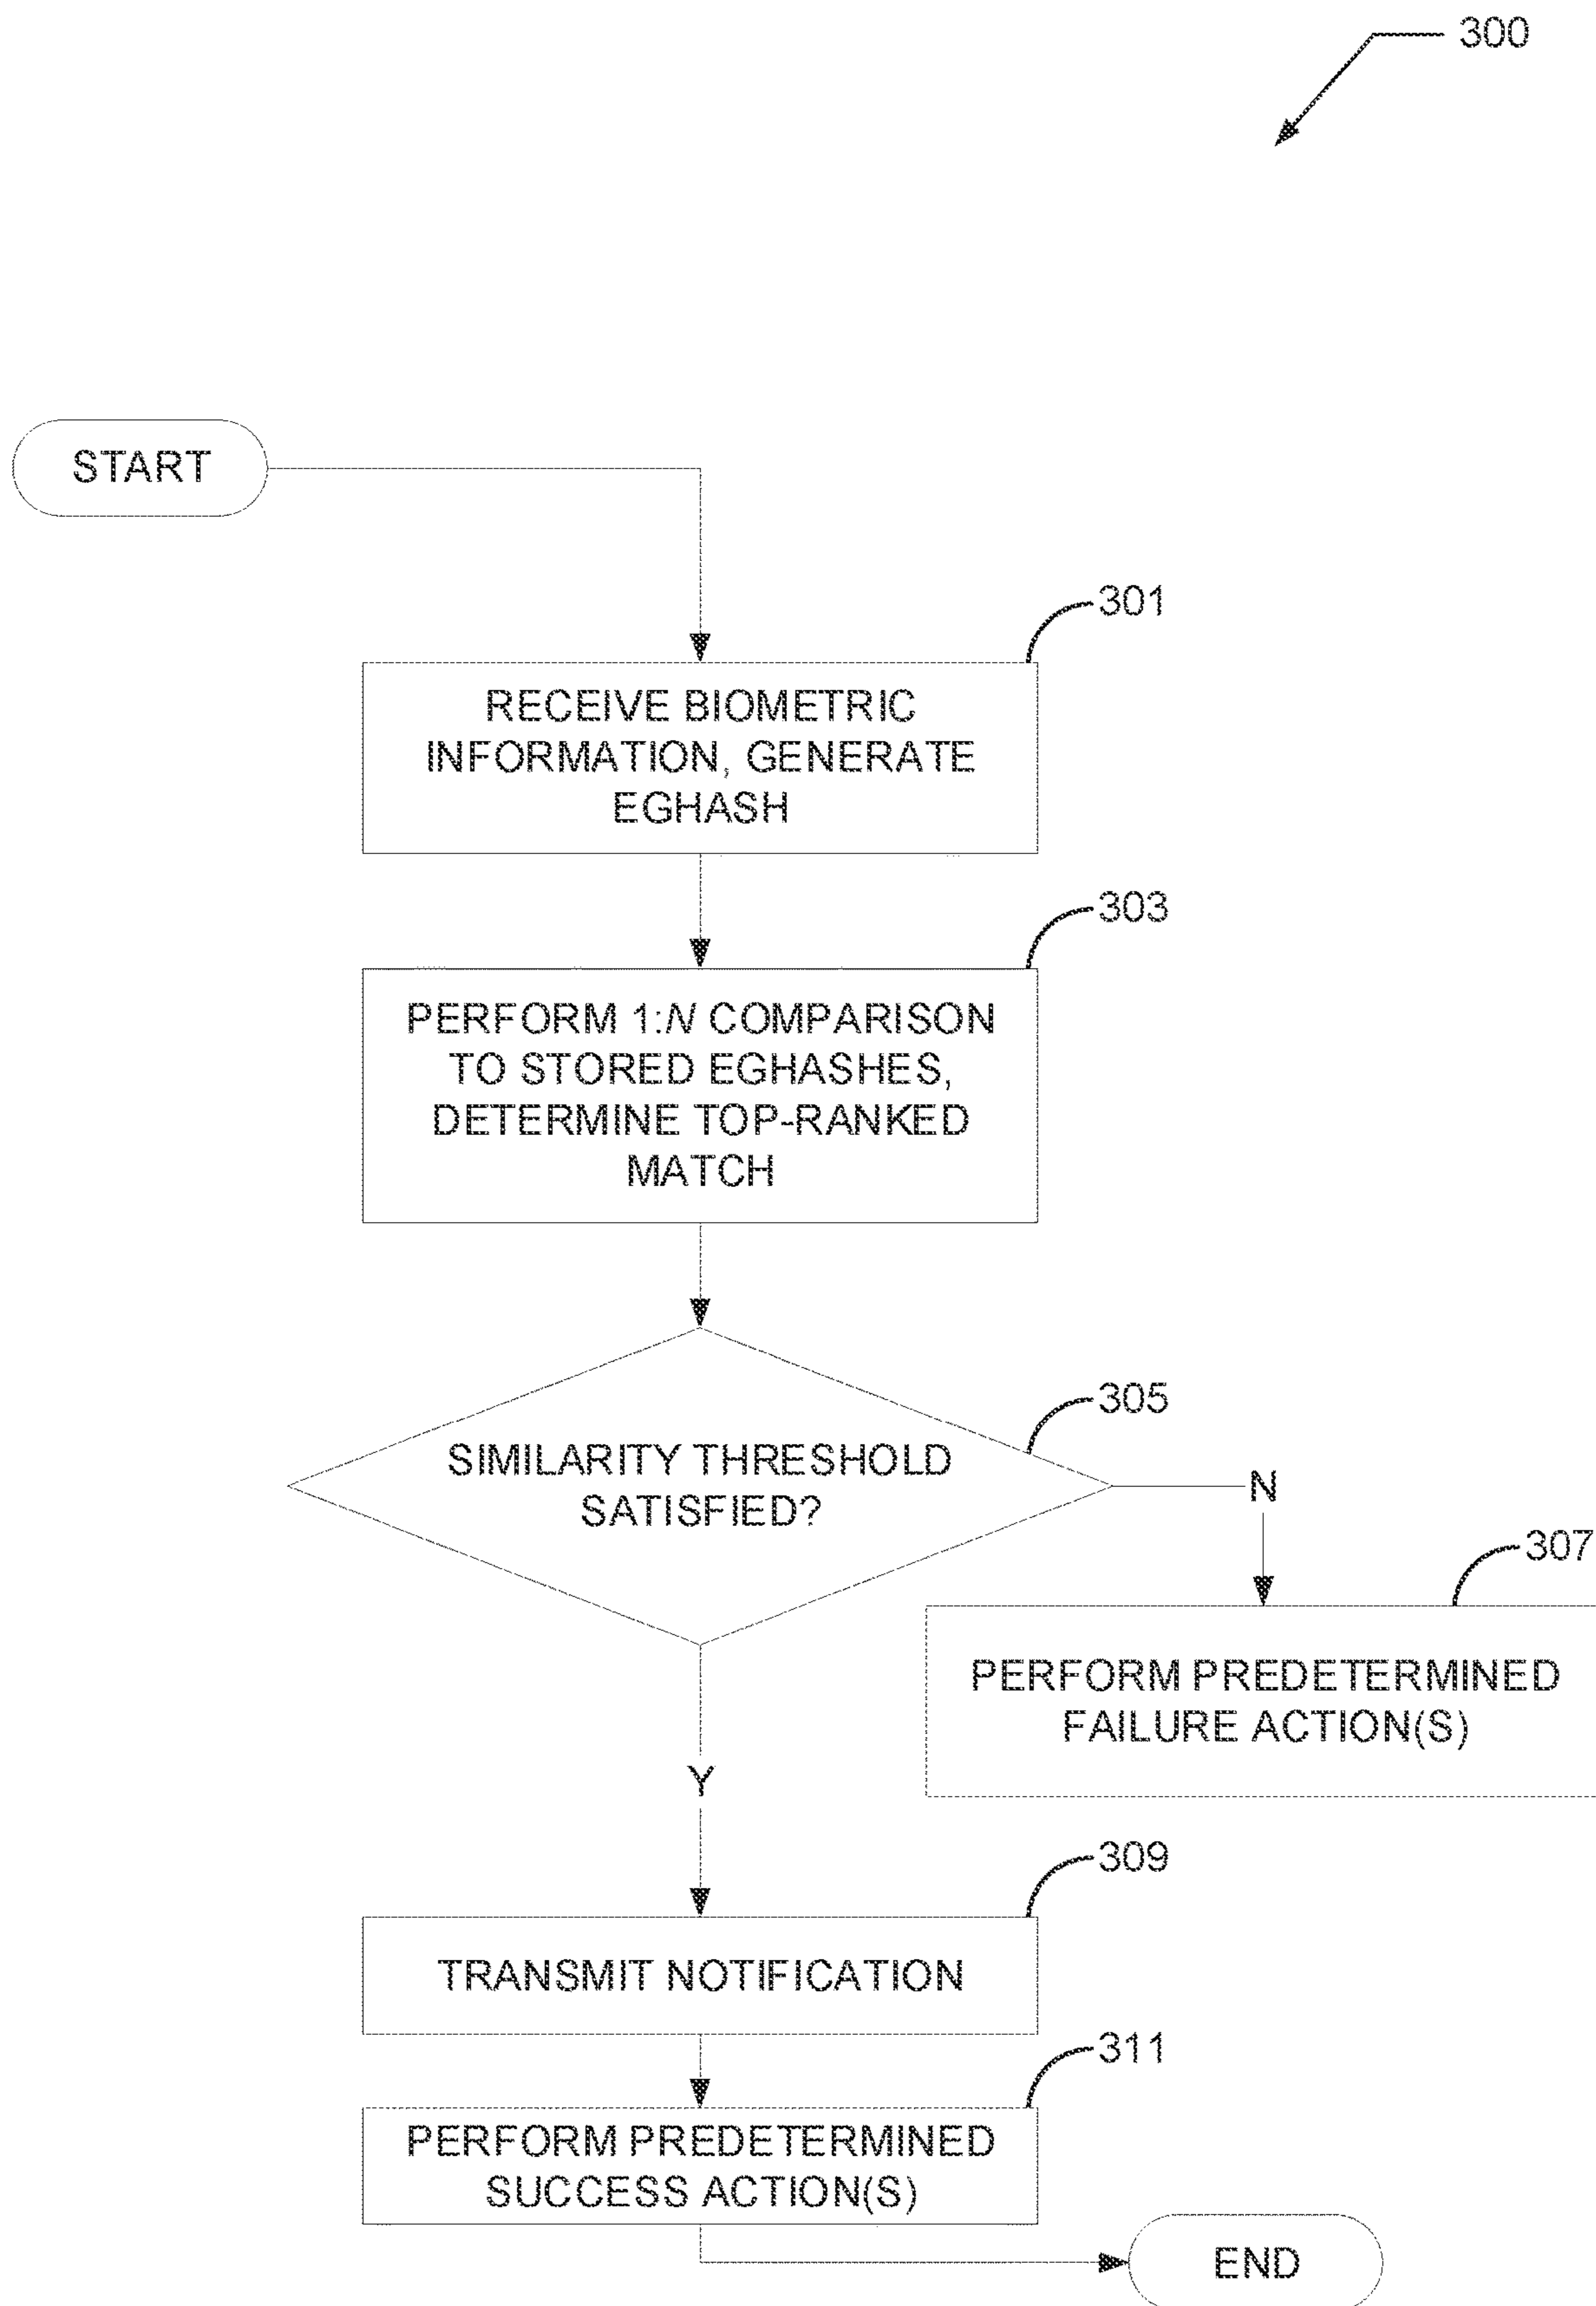 300
START
301
RECEIVE BIOMETRIC
INFORMATION, GENERATE
EGHASH
303
PERFORM 1:N COMPARISON
TO STORED EGHASHES,
DETERMINE TOP-RANKED
MATCH
305
SIMILARITY THRESHOLD
SATISFIED?
N
307
PERFORM PREDETERMINED
FAILURE ACTION(S)
Y
309
TRANSMIT NOTIFICATION
311
PERFORM PREDETERMINED
SUCCESS ACTION(S)
END